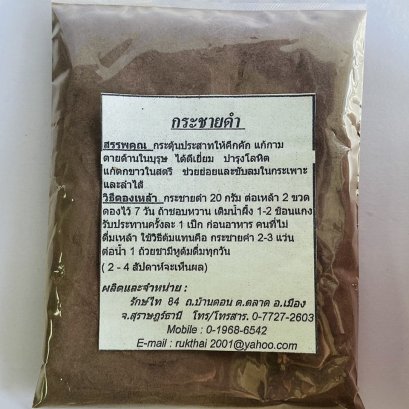 กระชายดำ
สรรพคุณ กระตุ้นประสาทให้คึกคัก แก้กาม
ตายด้านในบุรุษ ได้ดีเยี่ยม บำรุงโลหิต
แก้ตกขาวในสตรี ช่วยย่อยและขับลมในกระเพาะ
และลำไส้
วิธีดองเหล้า กระชายดำ 20 กรัม ต่อเหล้า 2 ขวด
ดองไว้ 7 วัน ถ้าชอบหวาน เติมน้ำผึ้ง 1-2 ช้อนแกง
รับประทานครั้งละ 1 เป๊ก ก่อนอาหาร คนที่ไม่
ดื่มเหล้า ใช้วิธีต้มแทนคือ กระชายดำ 2-3 แว่น
ต่อน้ำ 1 ถ้วยชามีหูต้มดื่มทุกวัน
( 2 - 4 สัปดาห์จะเห็นผล)
ผลิตและจำหน่าย :
รักษ์ไท 84 ถ.บ้านดอน ต.ตลาด อ.เมือง
จ.สุราษฎร์ธานี โทร/โทรสาร. 0-7727-2603
Mobile : 0-1968-6542
E-mail : rukthai 2001@yahoo.com